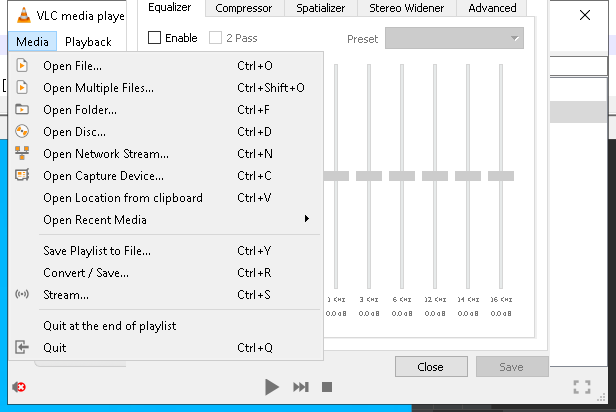 VLC media playe
Equalizer Compressor Spatializer Stereo Widener Advanced
Media Playback
Enable 2 Pass Preset
Open File... Ctrl+O
Open Multiple Files... Ctrl+Shift+O
Open Folder... Ctrl+F
Open Disc... Ctrl+D
Open Network Stream... Ctrl+N
Open Capture Device... Ctrl+C
Open Location from clipboard Ctrl+V
Open Recent Media
Save Playlist to File... Ctrl+Y
Convert / Save... Ctrl+R
Stream... Ctrl+S
Quit at the end of playlist
Quit Ctrl+Q
1 KHz 3 KHz 6 KHz 12 KHz 14 KHz 16 KHz
0.0 dB 0.0 dB 0.0 dB 0.0 dB 0.0 dB 0.0 dB
Close Save